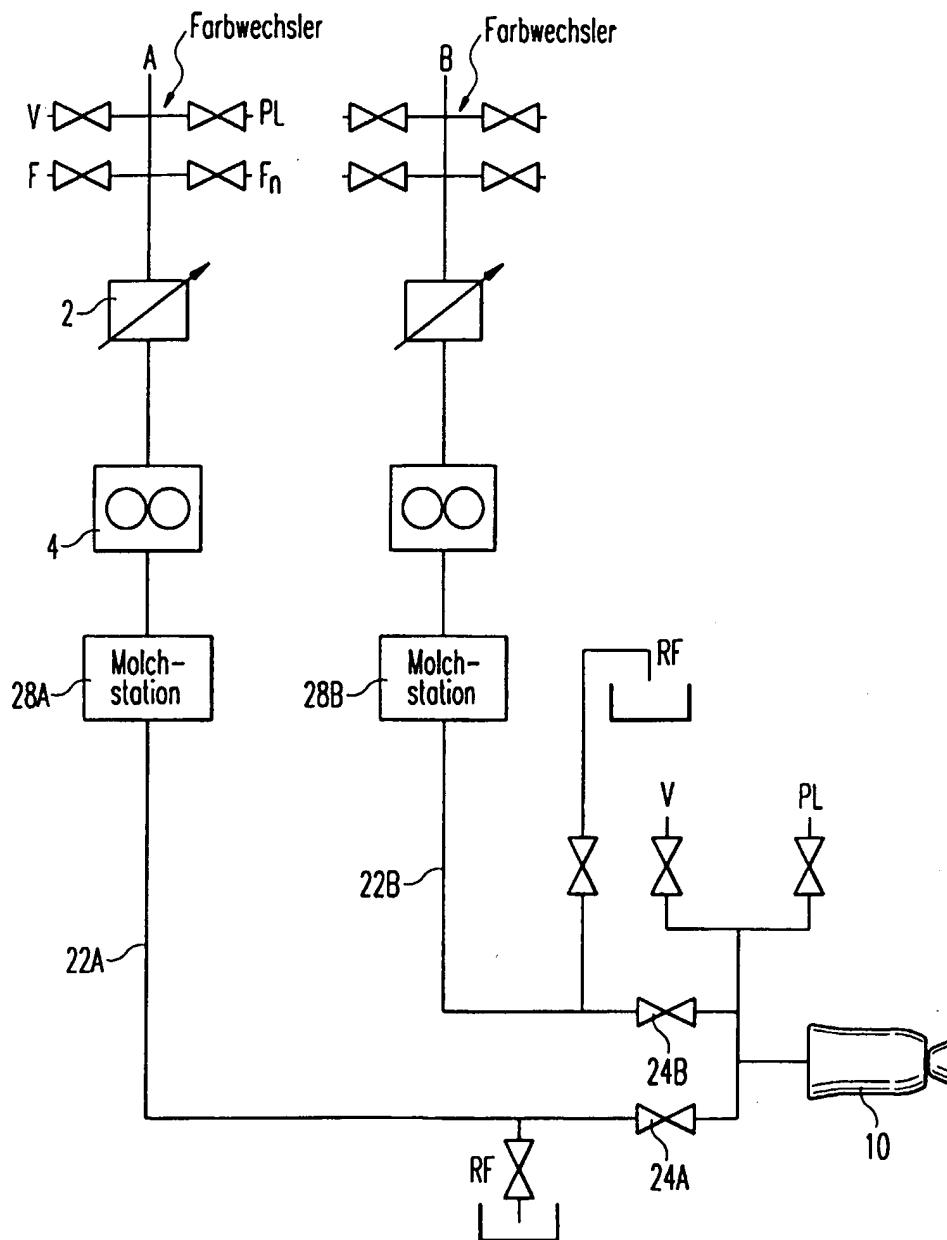 Farbwechsler
Farbwechsler
A
B
V
PL
F
Fn
2
4
Molch-
station
28A
Molch-
station
28B
RF
V
PL
22B
22A
24B
10
24A
RF